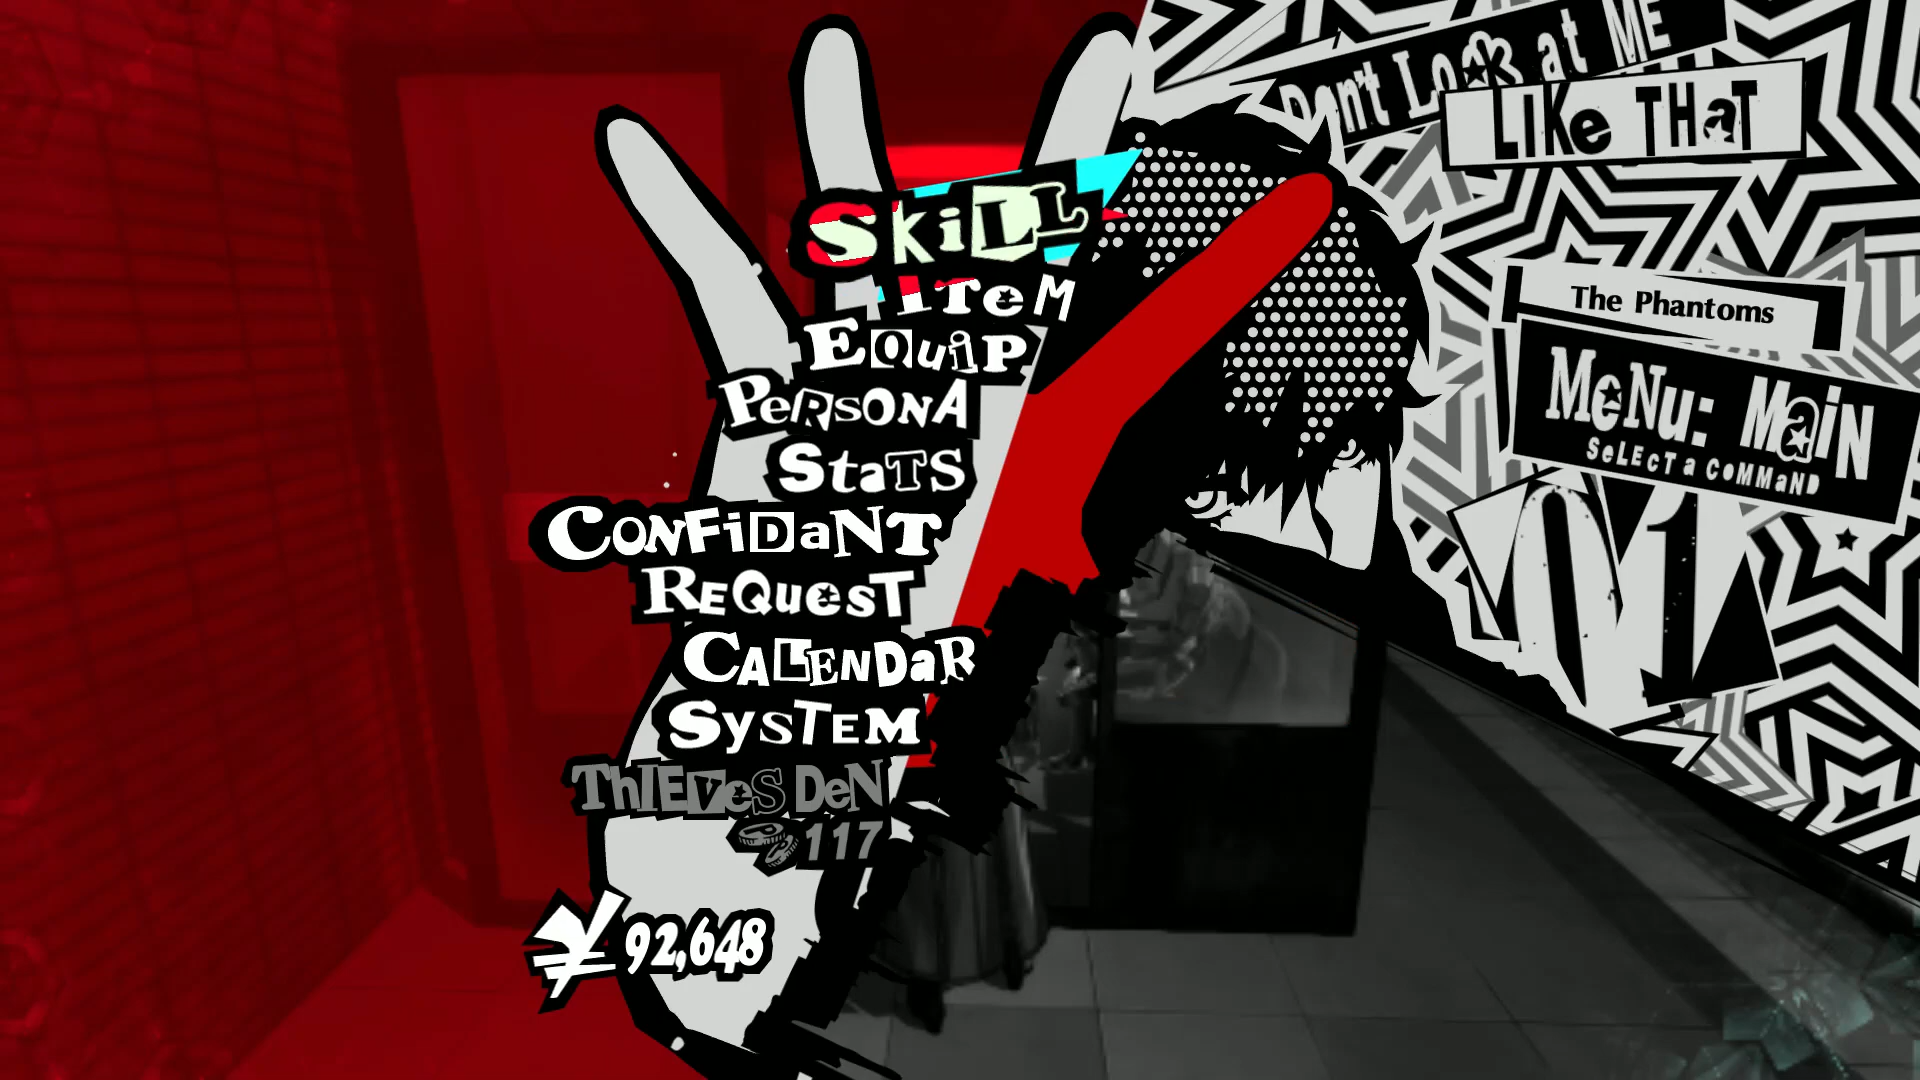 Don't Look at ME
LIKe THaT
The Phantoms
MeNu: MaiN
SeLEcT a CoMMaND
01
SKiLL
ITeM
EQuiP
PeRSONA
StaTS
CONFiDaNT
REQuesT
CALENDaR
SySTEM
ThIEVeS DeN
117
¥ 92,648